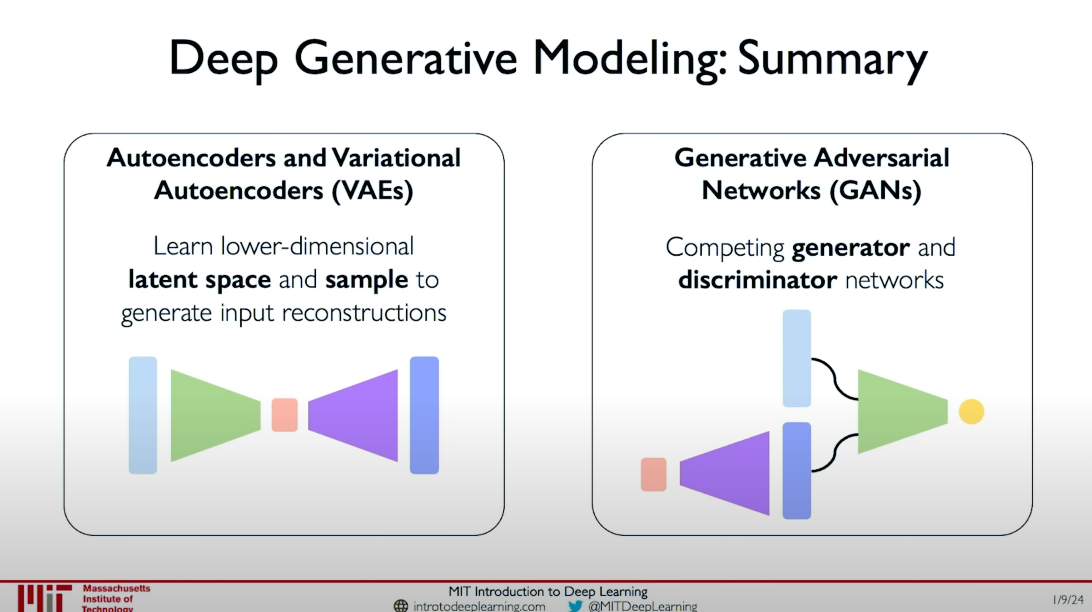 Deep Generative Modeling: Summary
Autoencoders and Variational
Autoencoders (VAEs)
Learn lower-dimensional
latent space and sample to
generate input reconstructions
Generative Adversarial
Networks (GANs)
Competing generator and
discriminator networks
Massachusetts
Institute of
Technology
MIT Introduction to Deep Learning
introtodeeplearning.com @MITDeepLearning
1/9/24